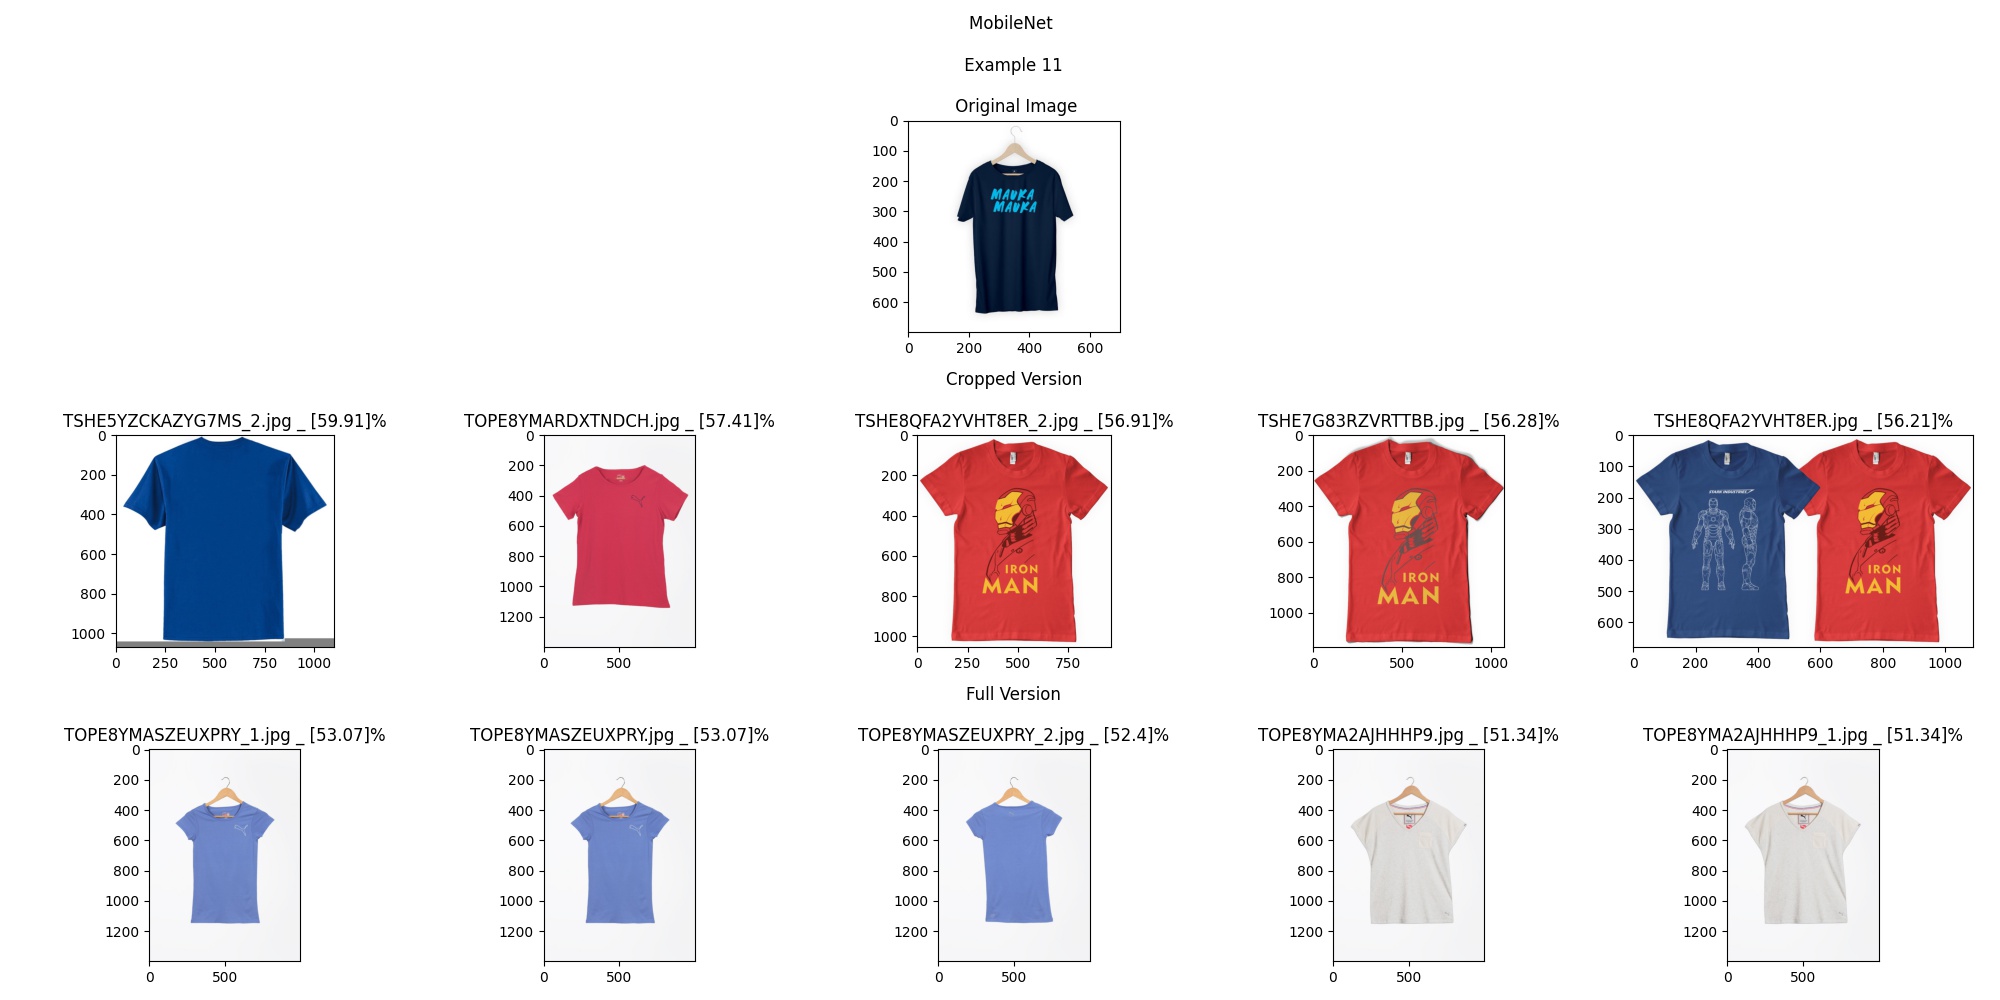 MobileNet
Example 11
Original Image
0
100
200
300
400
500
600
0 200 400 600
MAUKA
MAUKA
Cropped Version
TSHE5YZCKAZYG7MS_2.jpg _ [59.91]%
0
200
400
600
800
1000
0 250 500 750 1000
TOPE8YMARDXTNDCH.jpg _ [57.41]%
0
200
400
600
800
1000
1200
0 500
TSHE8QFA2YVHT8ER_2.jpg _ [56.91]%
0
200
400
600
800
1000
0 250 500 750
IRON
MAN
TSHE7G83RZVRTTBB.jpg _ [56.28]%
0
200
400
600
800
1000
0 500 1000
IRON
MAN
TSHE8QFA2YVHT8ER.jpg _ [56.21]%
0
100
200
300
400
500
600
0 200 400 600 800 1000
STARK INDUSTRIES
IRON
MAN
Full Version
TOPE8YMASZEUXPRY_1.jpg _ [53.07]%
0
200
400
600
800
1000
1200
0 500
TOPE8YMASZEUXPRY.jpg _ [53.07]%
0
200
400
600
800
1000
1200
0 500
TOPE8YMASZEUXPRY_2.jpg _ [52.4]%
0
200
400
600
800
1000
1200
0 500
TOPE8YMA2AJHHHP9.jpg _ [51.34]%
0
200
400
600
800
1000
1200
0 500
TOPE8YMA2AJHHHP9_1.jpg _ [51.34]%
0
200
400
600
800
1000
1200
0 500